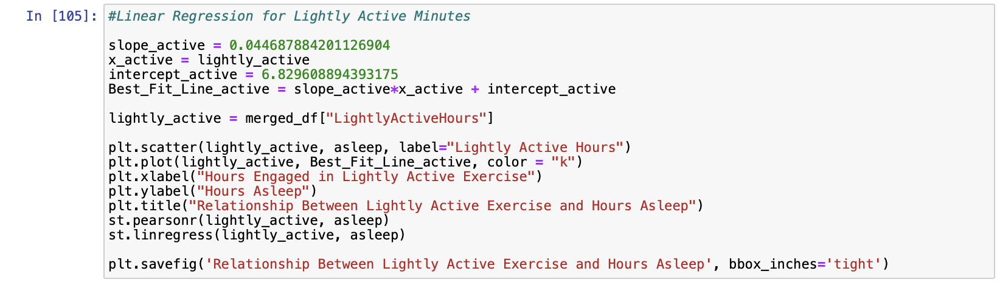 In [105]: #Linear Regression for Lightly Active Minutes
slope_active = 0.044687884201126904
x_active = lightly_active
intercept_active = 6.829608894393175
Best_Fit_Line_active = slope_active*x_active + intercept_active
lightly_active = merged_df["LightlyActiveHours"]
plt.scatter(lightly_active, asleep, label="Lightly Active Hours")
plt.plot(lightly_active, Best_Fit_Line_active, color = "k")
plt.xlabel("Hours Engaged in Lightly Active Exercise")
plt.ylabel("Hours Asleep")
plt.title("Relationship Between Lightly Active Exercise and Hours Asleep")
st.pearsonr(lightly_active, asleep)
st.linregress(lightly_active, asleep)
plt.savefig('Relationship Between Lightly Active Exercise and Hours Asleep', bbox_inches='tight')